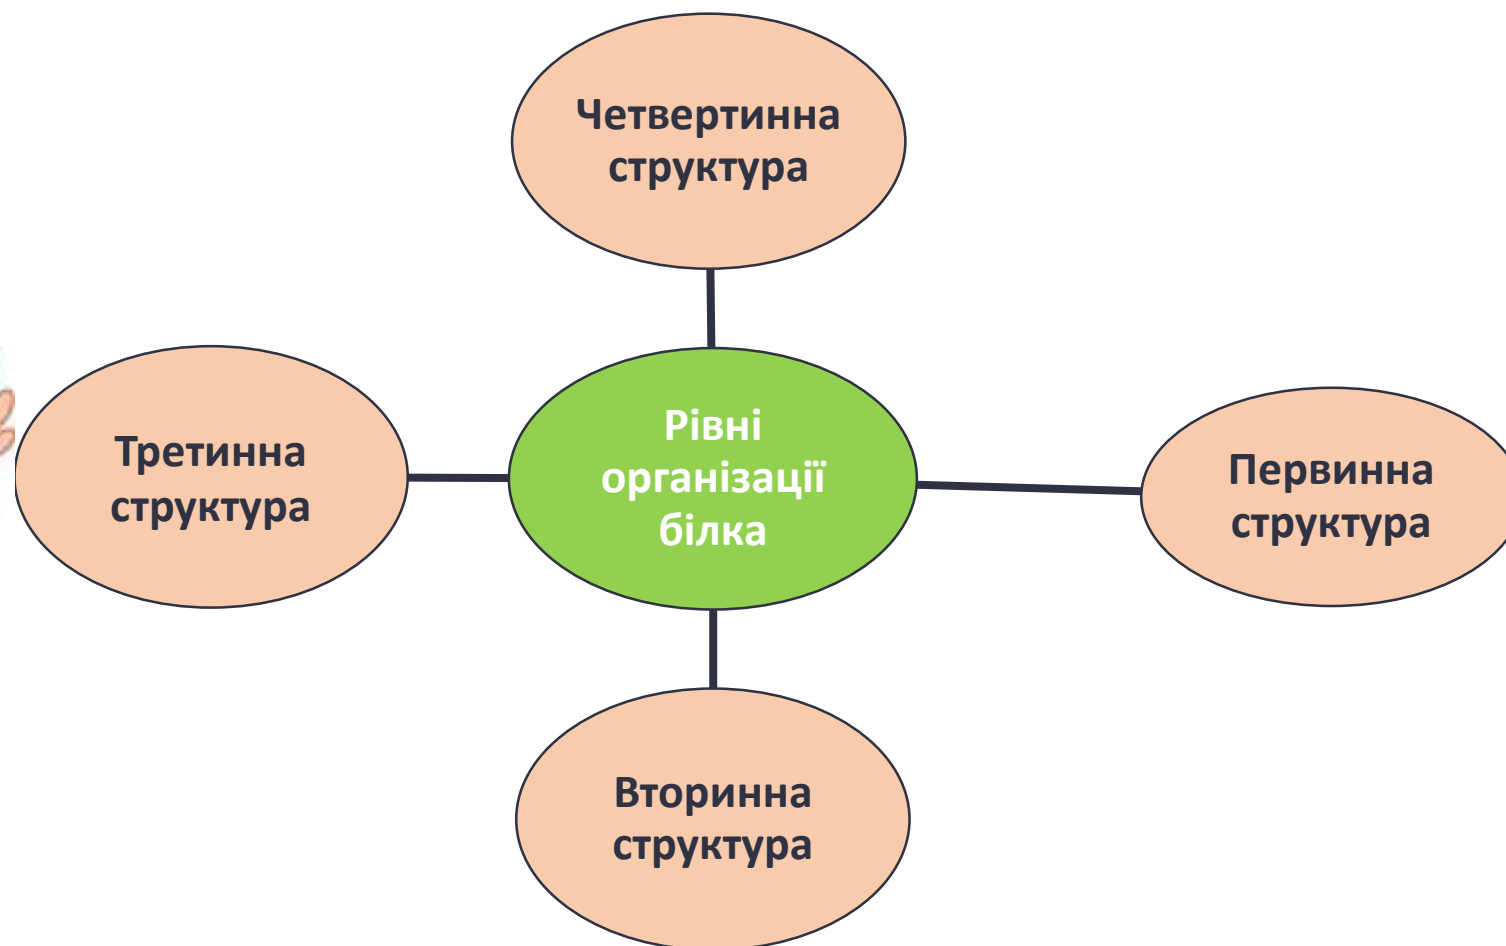 Четвертинна
структура
Третинна
структура
Рівні
організації
білка
Первинна
структура
Вторинна
структура